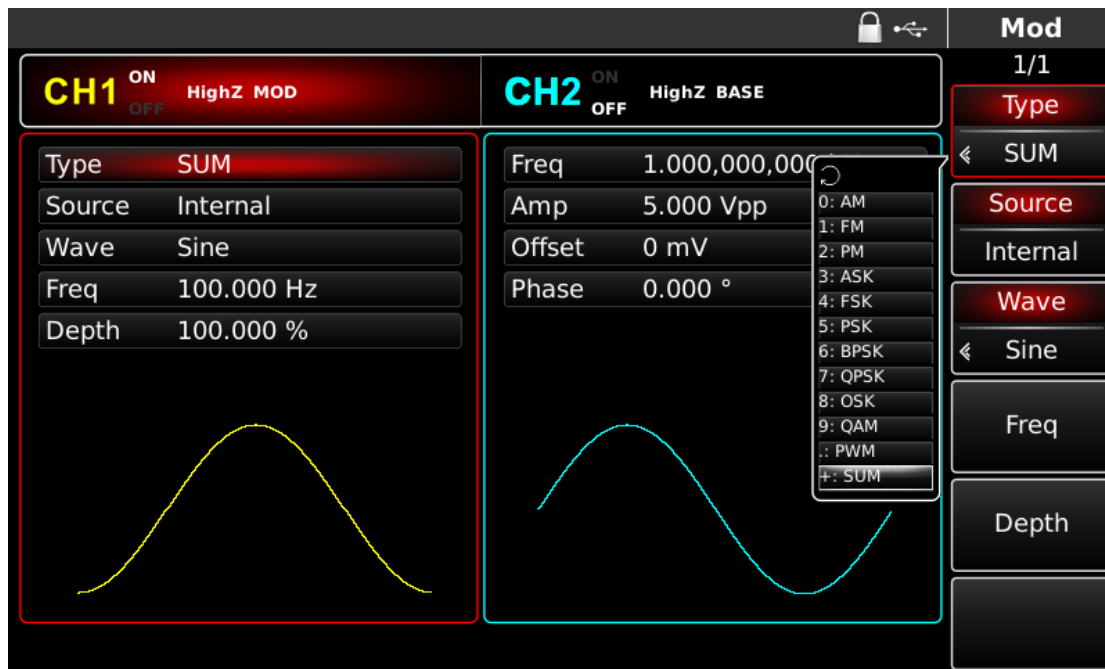 Mod
1/1
CH1 ON OFF HighZ MOD
CH2 ON OFF HighZ BASE
Type SUM
Source Internal
Wave Sine
Freq 100.000 Hz
Depth 100.000 %
Freq 1.000,000,000
Amp 5.000 Vpp
Offset 0 mV
Phase 0.000 °
0: AM
1: FM
2: PM
3: ASK
4: FSK
5: PSK
6: BPSK
7: QPSK
8: OSK
9: QAM
.: PWM
+: SUM
Type
SUM
Source
Internal
Wave
Sine
Freq
Depth